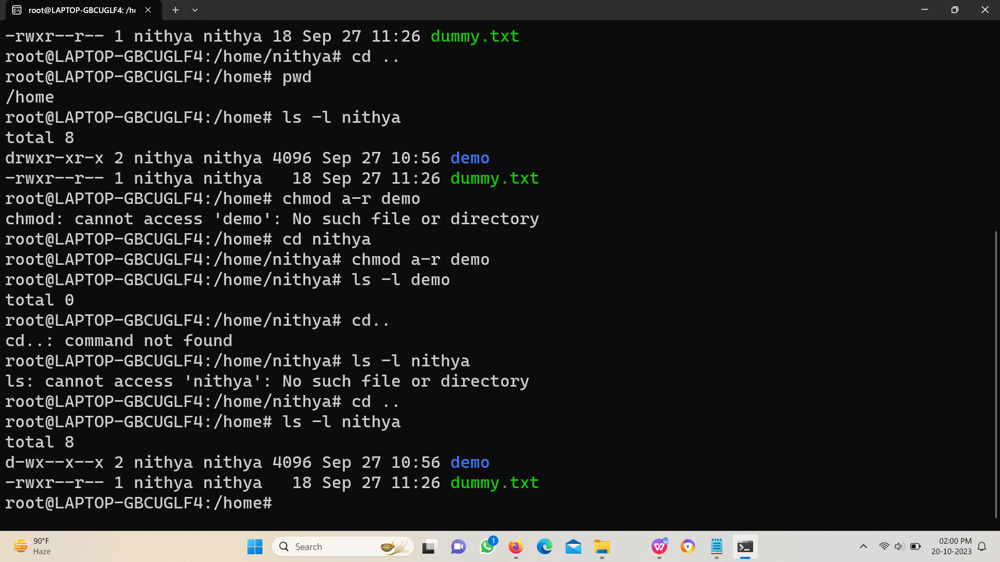 root@LAPTOP-GBCUGLF4: /h
-rwxr--r-- 1 nithya nithya 18 Sep 27 11:26 dummy.txt
root@LAPTOP-GBCUGLF4:/home/nithya# cd ..
root@LAPTOP-GBCUGLF4:/home# pwd
/home
root@LAPTOP-GBCUGLF4:/home# ls -l nithya
total 8
drwxr-xr-x 2 nithya nithya 4096 Sep 27 10:56 demo
-rwxr--r-- 1 nithya nithya   18 Sep 27 11:26 dummy.txt
root@LAPTOP-GBCUGLF4:/home# chmod a-r demo
chmod: cannot access 'demo': No such file or directory
root@LAPTOP-GBCUGLF4:/home# cd nithya
root@LAPTOP-GBCUGLF4:/home/nithya# chmod a-r demo
root@LAPTOP-GBCUGLF4:/home/nithya# ls -l demo
total 0
root@LAPTOP-GBCUGLF4:/home/nithya# cd..
cd..: command not found
root@LAPTOP-GBCUGLF4:/home/nithya# ls -l nithya
ls: cannot access 'nithya': No such file or directory
root@LAPTOP-GBCUGLF4:/home/nithya# cd ..
root@LAPTOP-GBCUGLF4:/home# ls -l nithya
total 8
d-wx--x--x 2 nithya nithya 4096 Sep 27 10:56 demo
-rwxr--r-- 1 nithya nithya   18 Sep 27 11:26 dummy.txt
root@LAPTOP-GBCUGLF4:/home#
90°F
Haze
Search
1
02:00 PM
20-10-2023